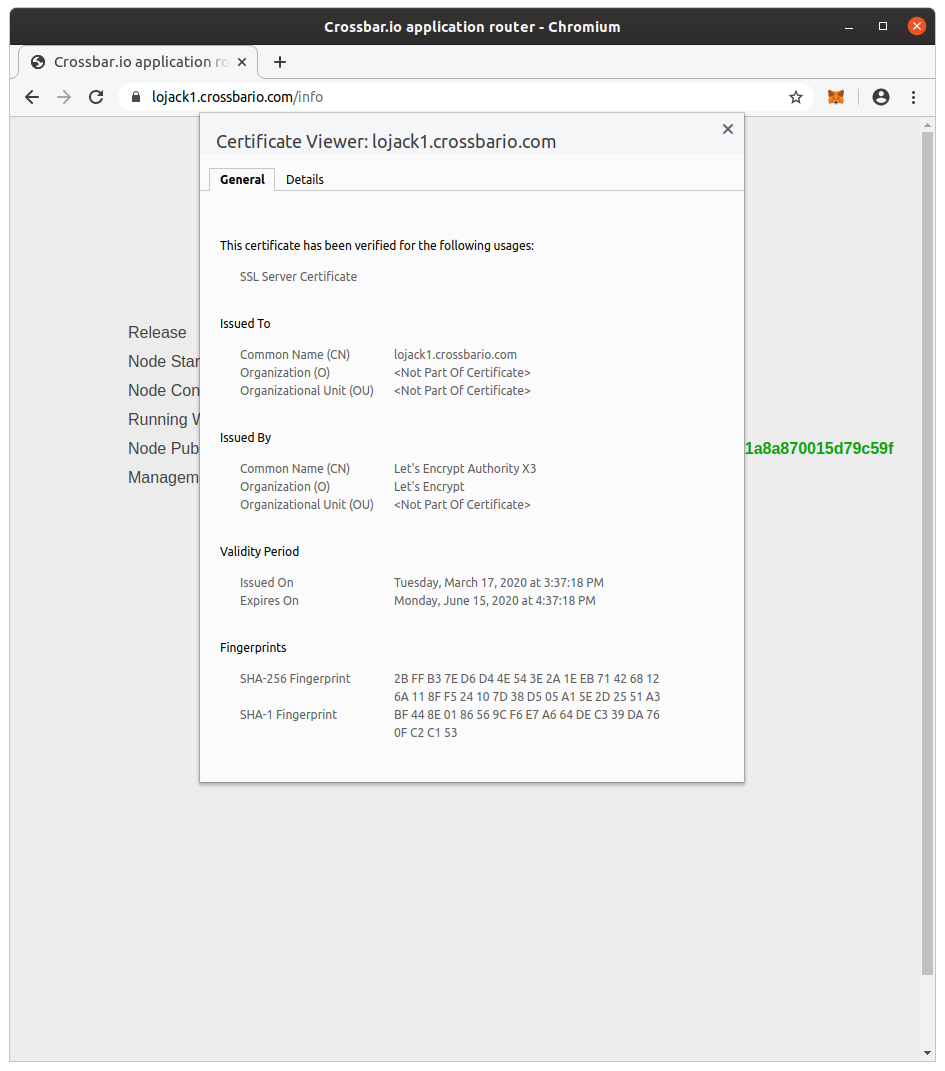 Crossbar.io application router - Chromium
Crossbar.io application ro
lojack1.crossbario.com/info
Certificate Viewer: lojack1.crossbario.com
General Details
This certificate has been verified for the following usages:
SSL Server Certificate
Issued To
Common Name (CN) lojack1.crossbario.com
Organization (O) <Not Part Of Certificate>
Organizational Unit (OU) <Not Part Of Certificate>
Issued By
Common Name (CN) Let's Encrypt Authority X3
Organization (O) Let's Encrypt
Organizational Unit (OU) <Not Part Of Certificate>
Validity Period
Issued On Tuesday, March 17, 2020 at 3:37:18 PM
Expires On Monday, June 15, 2020 at 4:37:18 PM
Fingerprints
SHA-256 Fingerprint 2B FF B3 7E D6 D4 4E 54 3E 2A 1E EB 71 42 68 12
6A 11 8F F5 24 10 7D 38 D5 05 A1 5E 2D 25 51 A3
SHA-1 Fingerprint BF 44 8E 01 86 56 9C F6 E7 A6 64 DE C3 39 DA 76
0F C2 C1 53
Release
Node Star
Node Con
Running W
Node Pub 1a8a870015d79c59f
Managem